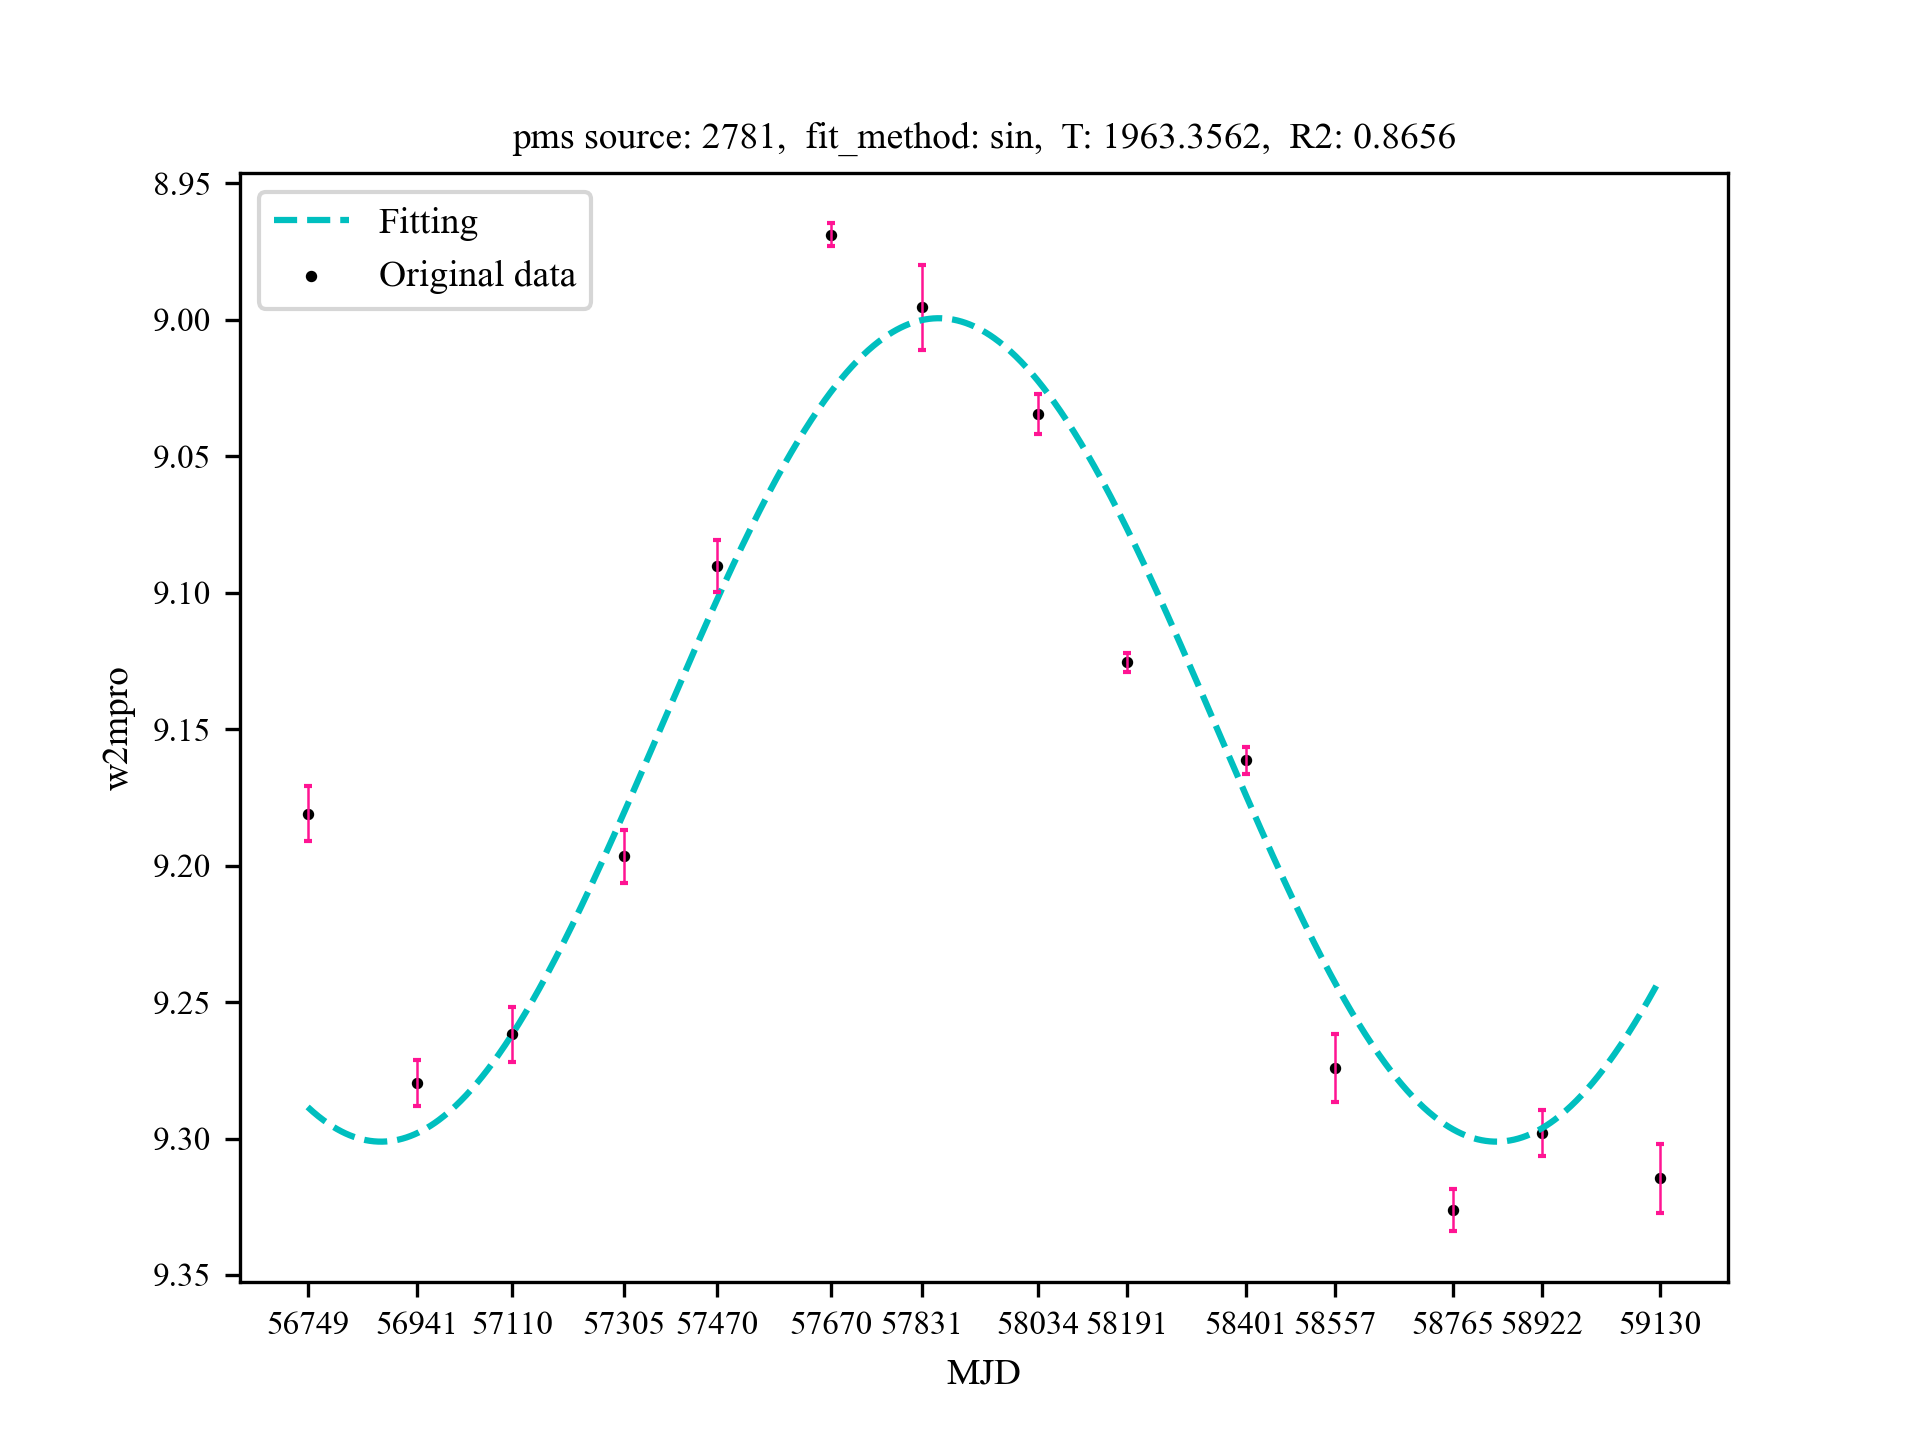 pms source: 2781,  fit_method: sin,  T: 1963.3562,  R2: 0.8656
Fitting
Original data
8.95
9.00
9.05
9.10
9.15
9.20
9.25
9.30
9.35
w2mpro
56749 56941 57110 57305 57470 57670 57831 58034 58191 58401 58557 58765 58922 59130
MJD